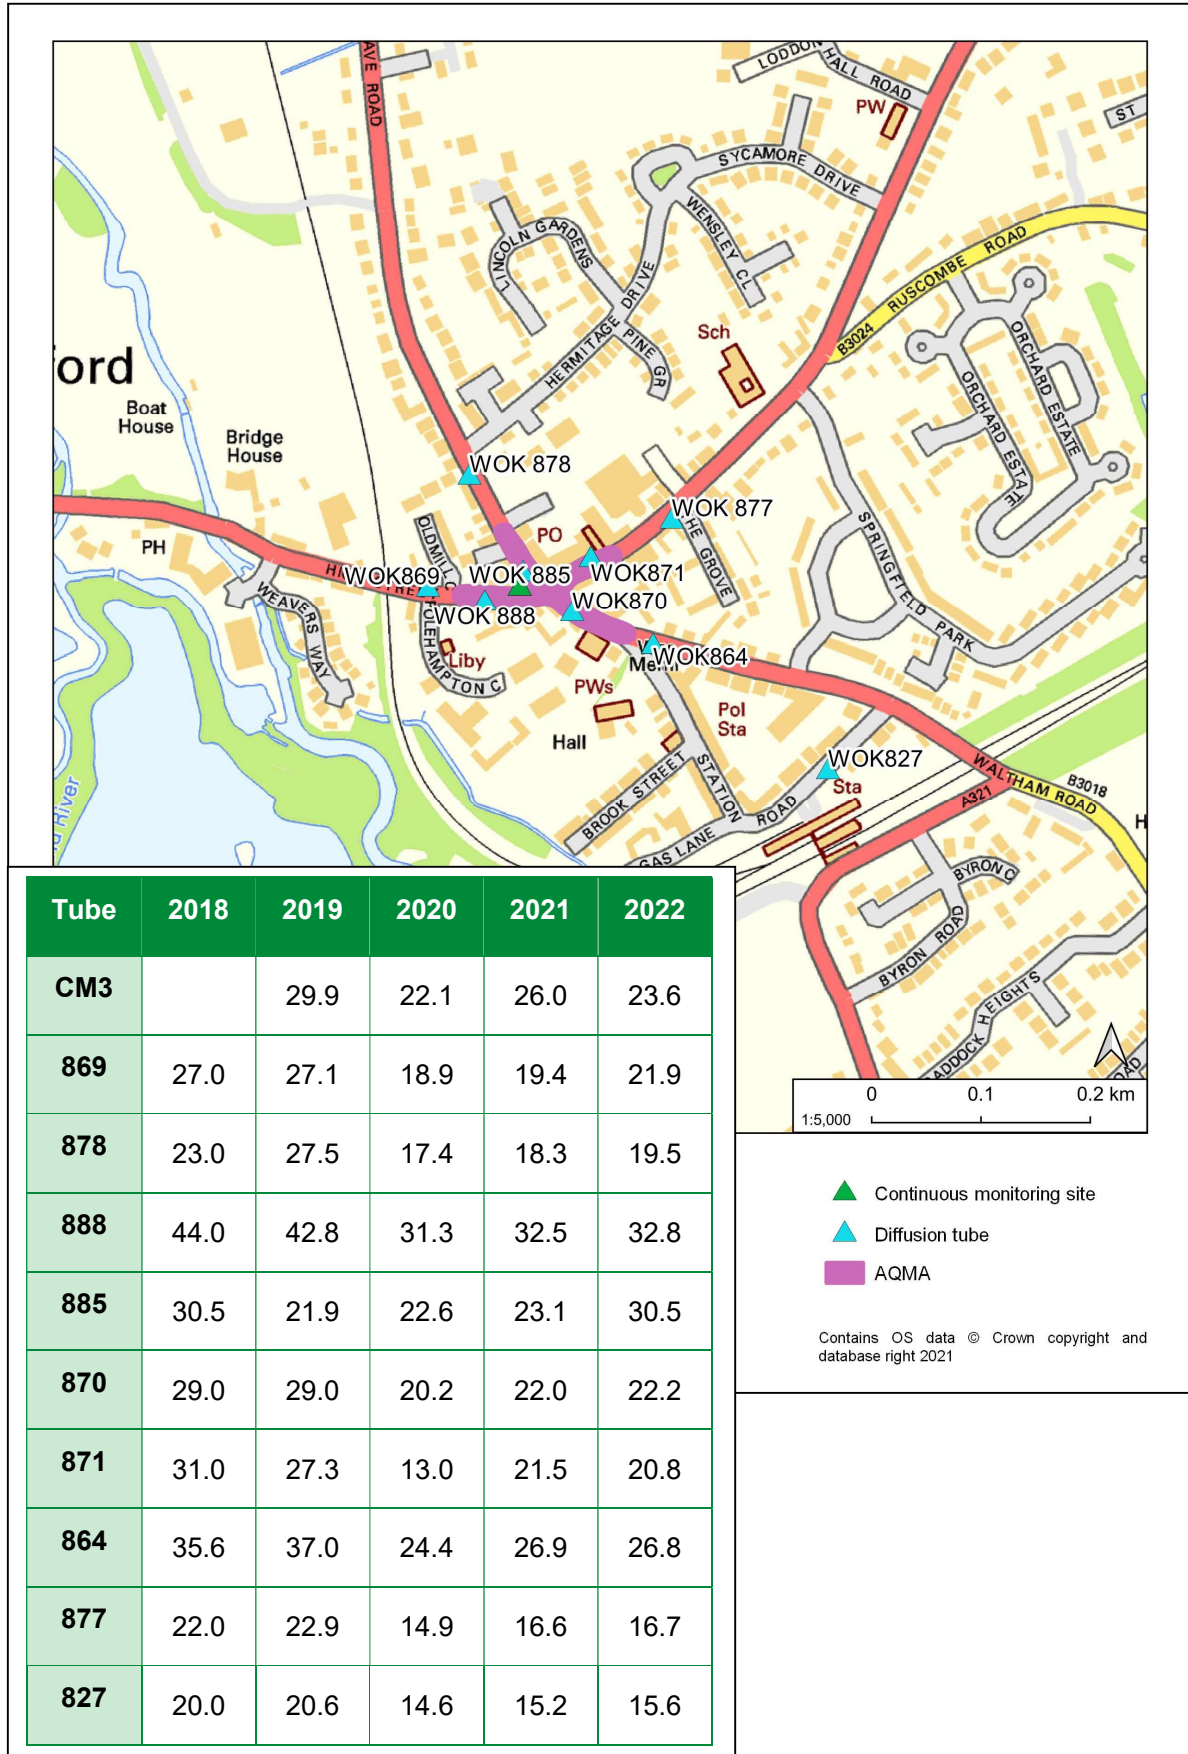 AVE ROAD
LODDON HALL ROAD
PW
ST
SYCAMORE DRIVE
WENSLEY CL
LINCOLN GARDENS
HERMITAGE DRIVE
PINE GR
B3024 RUSCOMBE ROAD
ORCHARD ESTATE
ORCHARD ESTATE
Sch
ford
Boat
House
Bridge
House
WOK 878
WOK 877
PH
PO
OLDMILL
THE GROVE
SPRINGFIELD PARK
WOK869
WOK 885
WOK871
WOK 888
WOK870
WEAVERS WAY
POLEHAMPTON C
Liby
WOK864
PWs
Pol
Sta
Hall
WOK827
Sta
BROOK STREET
STATION ROAD
GAS LANE
River
WALTHAM ROAD
B3018
A321
H
BYRON C
BYRON ROAD
ADDOCK HEIGHTS
OAD
0 0.1 0.2 km
1:5,000
Continuous monitoring site
Diffusion tube
AQMA
Contains OS data © Crown copyright and
database right 2021
Tube 2018 2019 2020 2021 2022
CM3 29.9 22.1 26.0 23.6
869 27.0 27.1 18.9 19.4 21.9
878 23.0 27.5 17.4 18.3 19.5
888 44.0 42.8 31.3 32.5 32.8
885 30.5 21.9 22.6 23.1 30.5
870 29.0 29.0 20.2 22.0 22.2
871 31.0 27.3 13.0 21.5 20.8
864 35.6 37.0 24.4 26.9 26.8
877 22.0 22.9 14.9 16.6 16.7
827 20.0 20.6 14.6 15.2 15.6